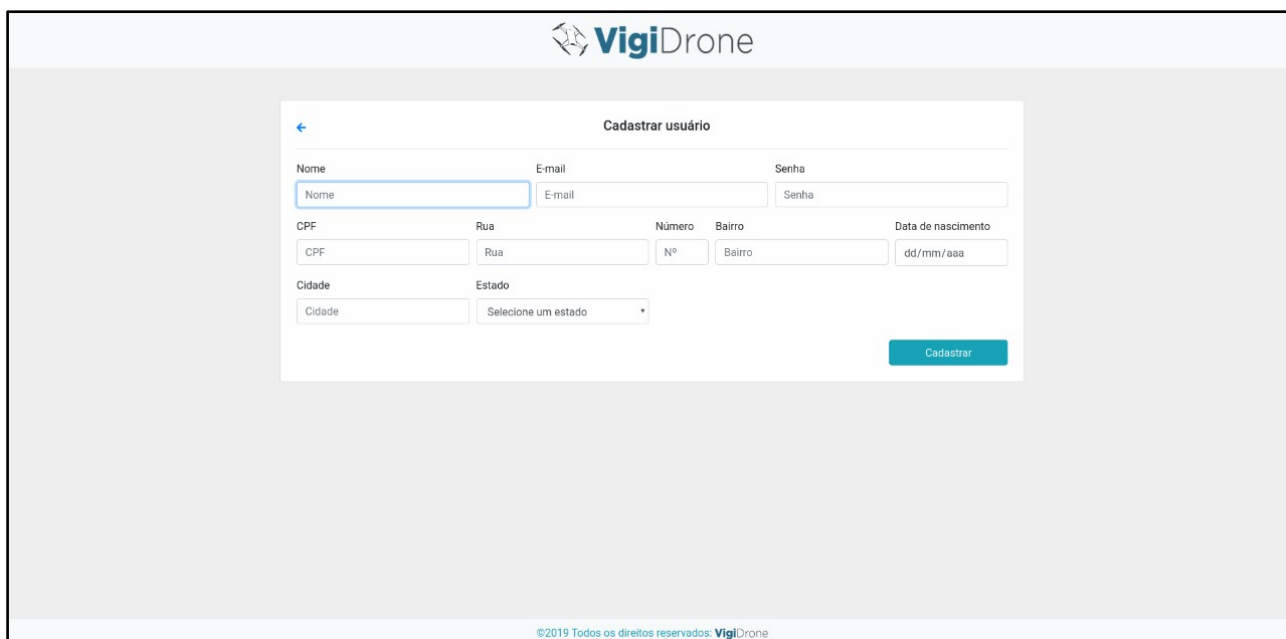 VigiDrone
Cadastrar usuário
Nome E-mail Senha
Nome E-mail Senha
CPF Rua Número Bairro Data de nascimento
CPF Rua Nº Bairro dd/mm/aaa
Cidade Estado
Cidade Selecione um estado
Cadastrar
©2019 Todos os direitos reservados: VigiDrone